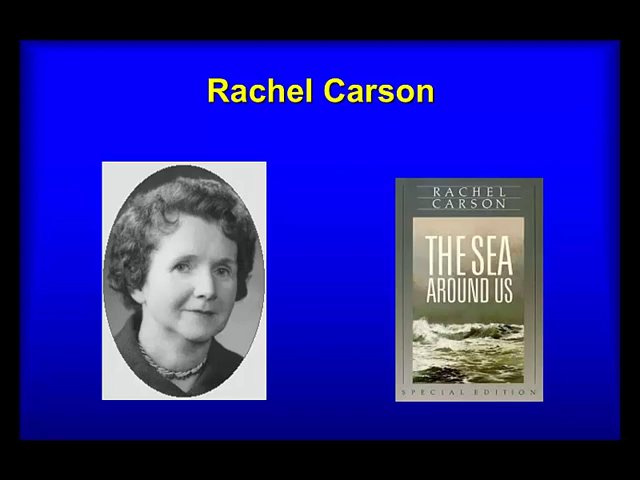 Rachel Carson
RACHEL
CARSON
THE SEA
AROUND US
SPECIAL EDITION